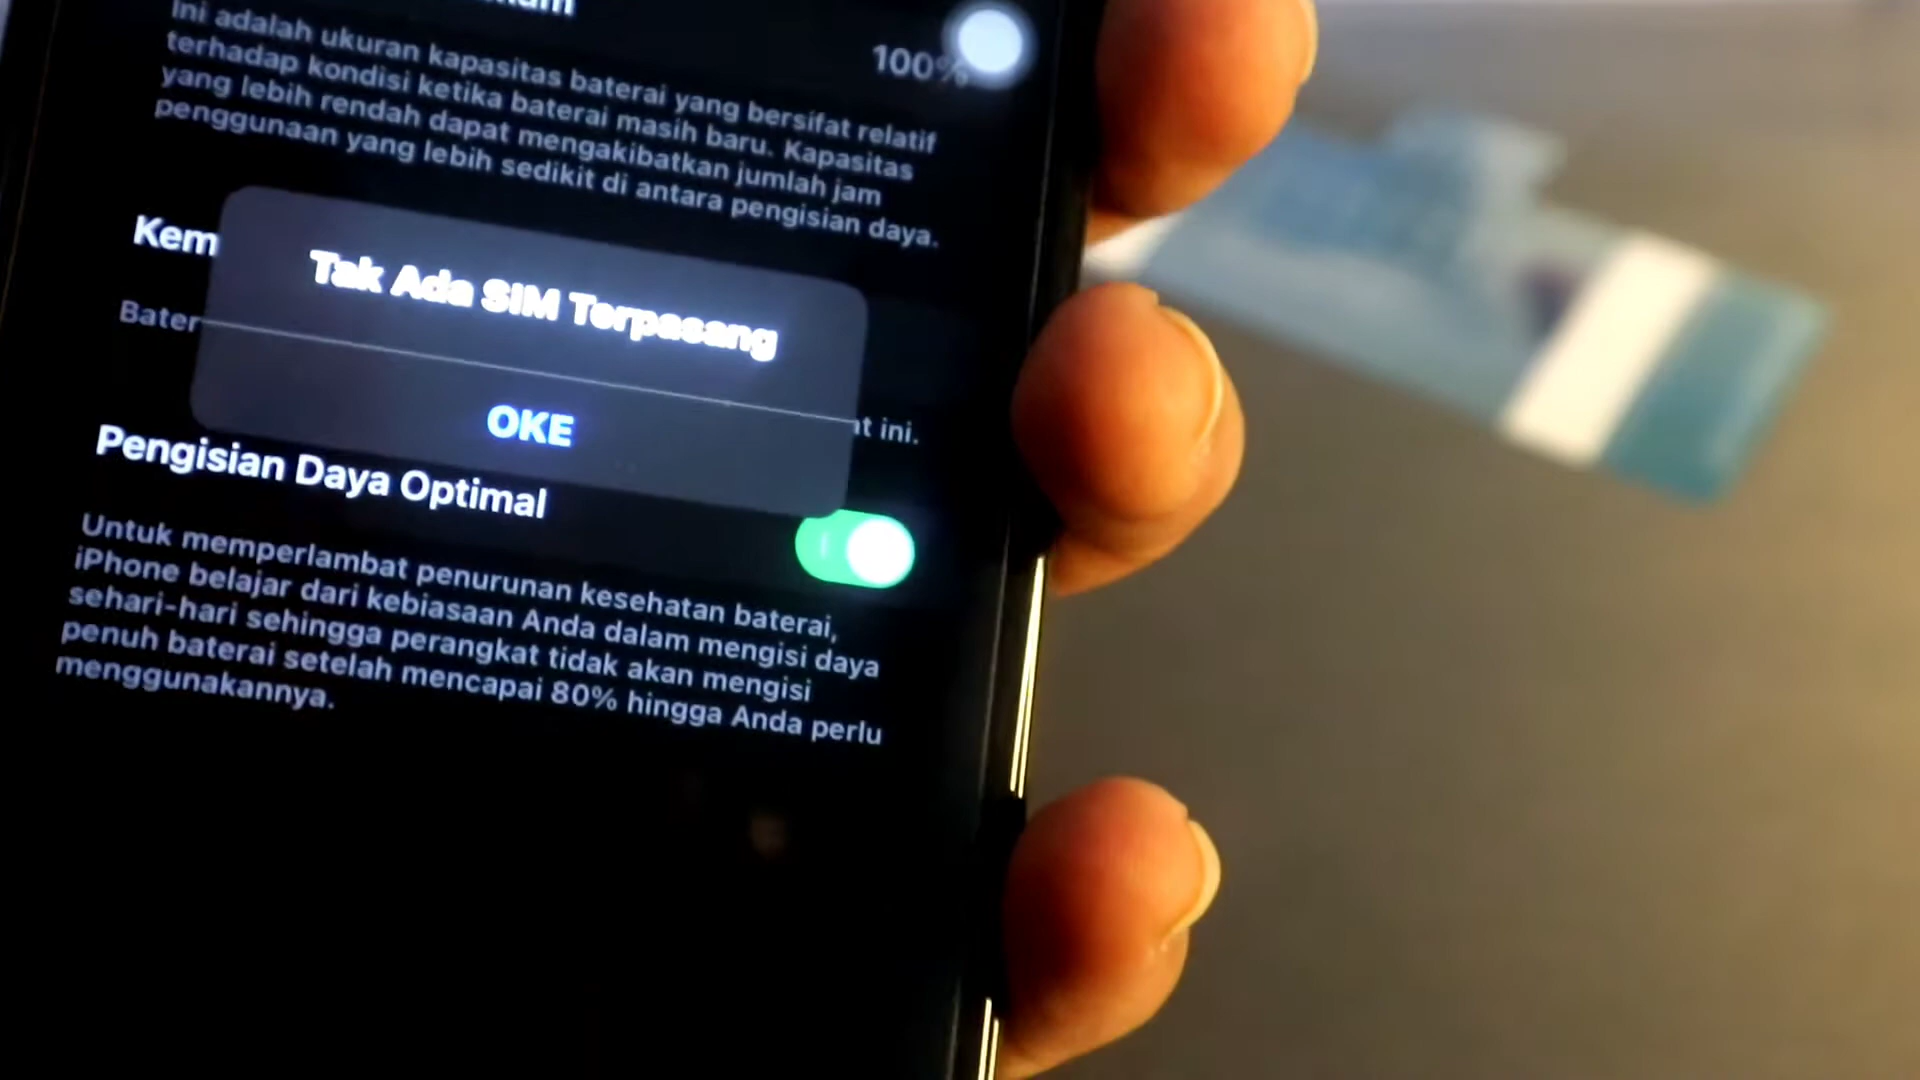 100%
Ini adalah ukuran kapasitas baterai yang bersifat relatif
terhadap kondisi ketika baterai masih baru. Kapasitas
yang lebih rendah dapat mengakibatkan jumlah jam
penggunaan yang lebih sedikit di antara pengisian daya.
Kem
Tak Ada SIM Terpasang
Bater
t ini.
OKE
Pengisian Daya Optimal
Untuk memperlambat penurunan kesehatan baterai,
iPhone belajar dari kebiasaan Anda dalam mengisi daya
sehari-hari sehingga perangkat tidak akan mengisi
penuh baterai setelah mencapai 80% hingga Anda perlu
menggunakannya.